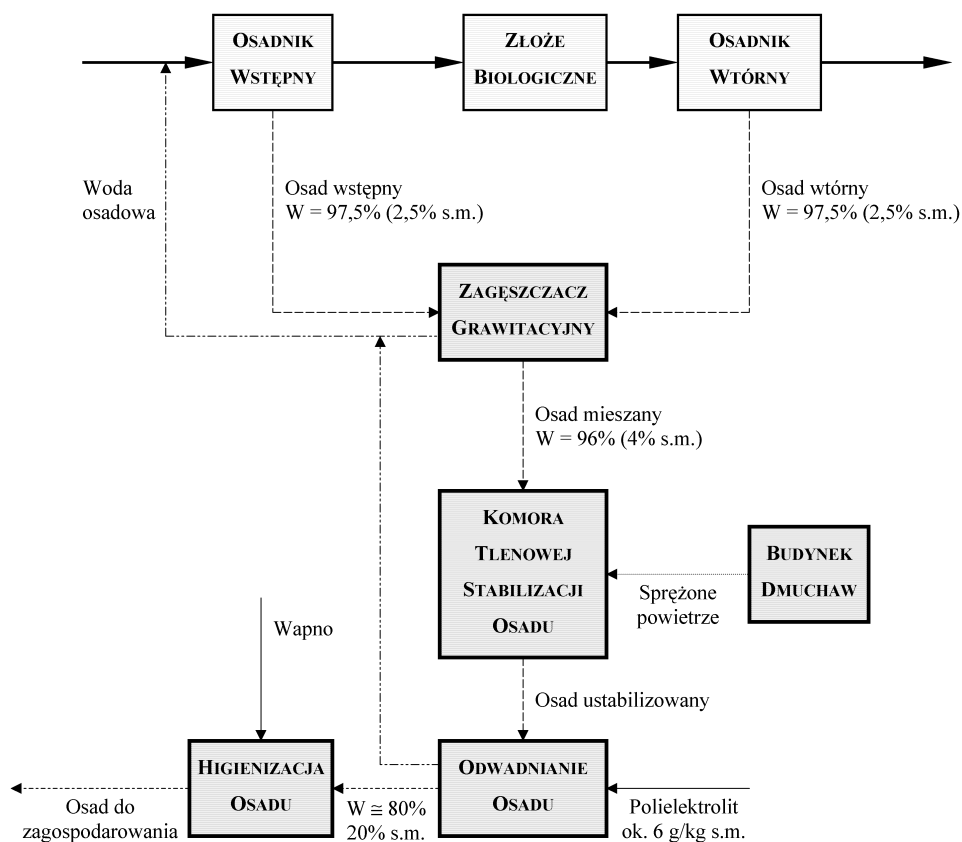 OSADNIK
WSTĘPNY
ZŁOŻE
BIOLOGICZNE
OSADNIK
WTÓRNY
Woda
osadowa
Osad wstępny
W = 97,5% (2,5% s.m.)
Osad wtórny
W = 97,5% (2,5% s.m.)
ZAGĘSZCZACZ
GRAWITACYJNY
Osad mieszany
W = 96% (4% s.m.)
KOMORA
TLENOWEJ
STABILIZACJI
OSADU
BUDYNEK
DMUCHAW
Sprężone
powietrze
Wapno
Osad ustabilizowany
HIGIENIZACJA
OSADU
ODWADNIANIE
OSADU
Osad do
zagospodarowania
W ≅ 80%
20% s.m.
Polielektrolit
ok. 6 g/kg s.m.